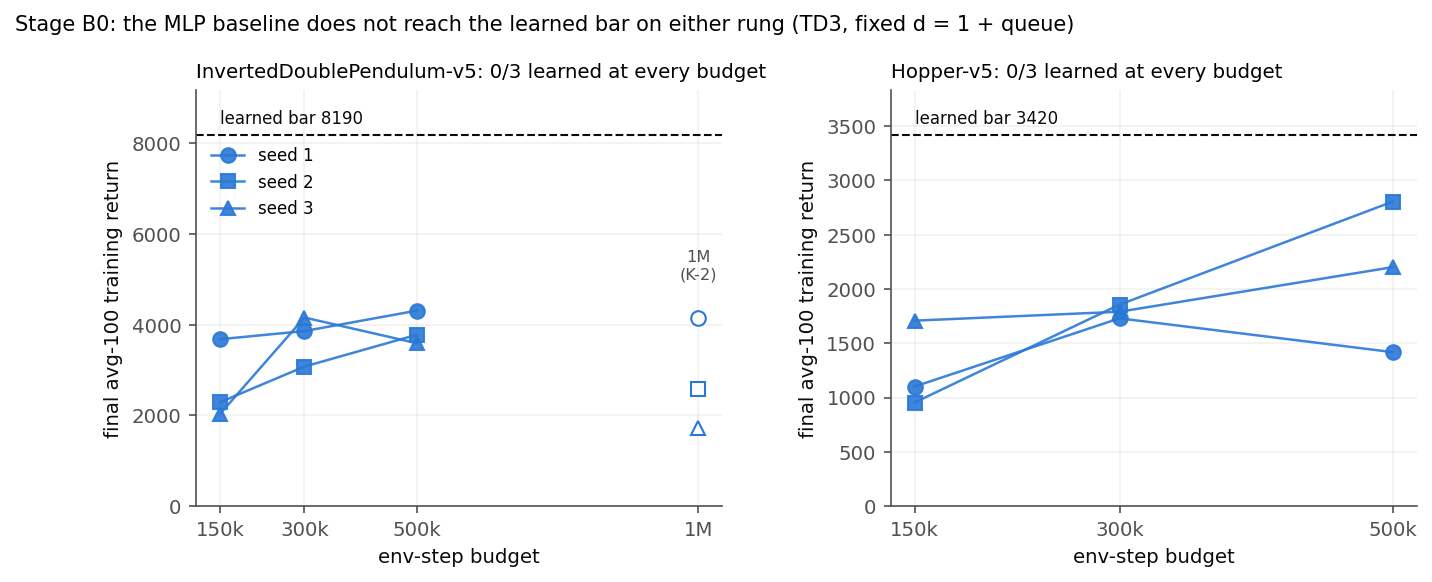 Stage B0: the MLP baseline does not reach the learned bar on either rung (TD3, fixed d = 1 + queue)
InvertedDoublePendulum-v5: 0/3 learned at every budget
learned bar 8190
seed 1
seed 2
seed 3
1M
(K-2)
8000
6000
4000
2000
0
150k 300k 500k 1M
env-step budget
final avg-100 training return
Hopper-v5: 0/3 learned at every budget
learned bar 3420
3500
3000
2500
2000
1500
1000
500
0
150k 300k 500k
env-step budget
final avg-100 training return